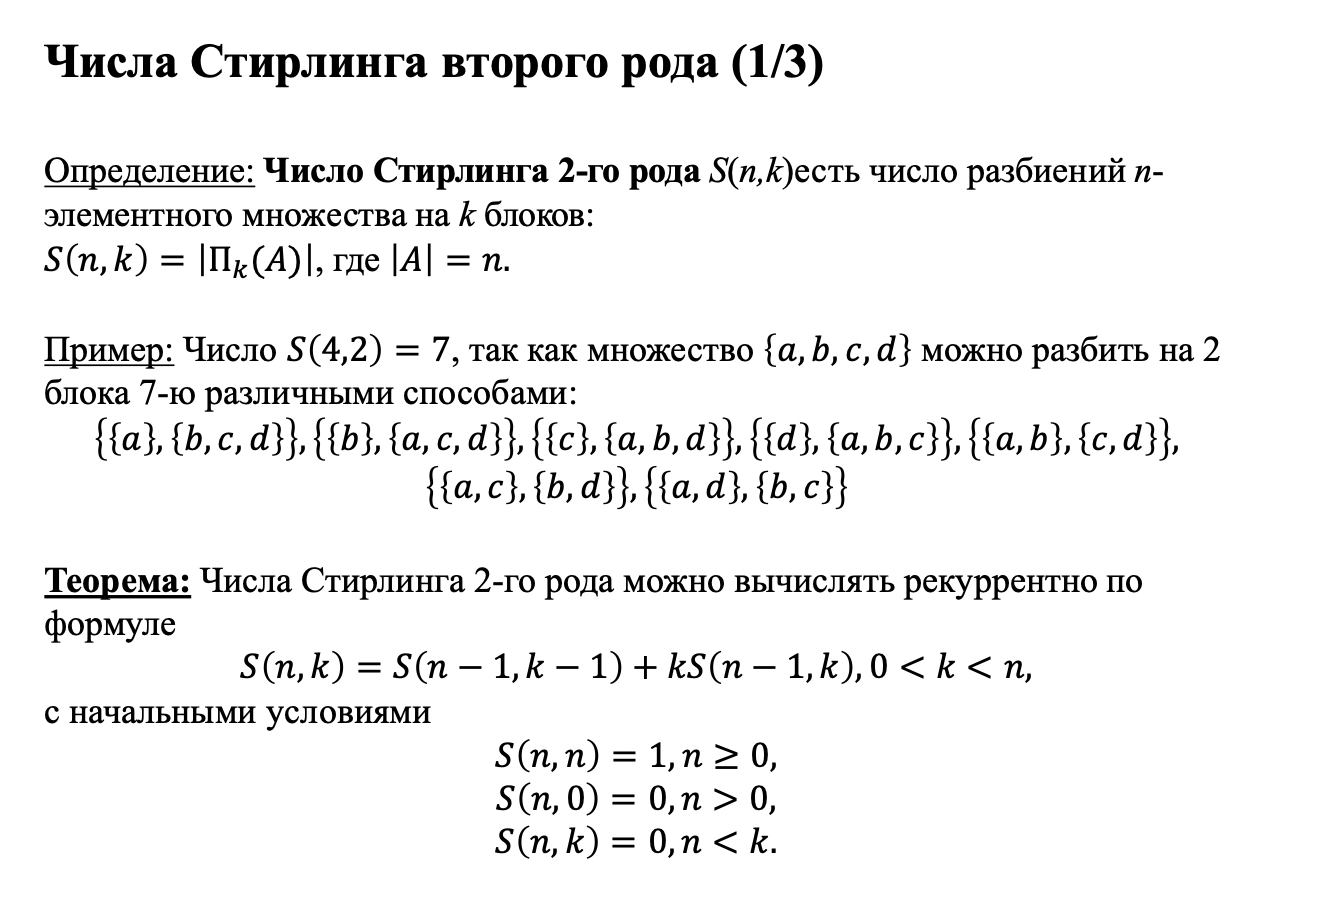 Числа Стирлинга второго рода (1/3)
Определение: Число Стирлинга 2-го рода S(n,k)есть число разбиений n-
элементного множества на k блоков:
S(n, k) = |Πₖ(A)|, где |A| = n.
Пример: Число S(4,2) = 7, так как множество {a, b, c, d} можно разбить на 2
блока 7-ю различными способами:
{{a}, {b, c, d}}, {{b}, {a, c, d}}, {{c}, {a, b, d}}, {{d}, {a, b, c}}, {{a, b}, {c, d}},
{{a, c}, {b, d}}, {{a, d}, {b, c}}
Теорема: Числа Стирлинга 2-го рода можно вычислять рекуррентно по
формуле
S(n, k) = S(n − 1, k − 1) + kS(n − 1, k), 0 < k < n,
с начальными условиями
S(n, n) = 1, n ≥ 0,
S(n, 0) = 0, n > 0,
S(n, k) = 0, n < k.